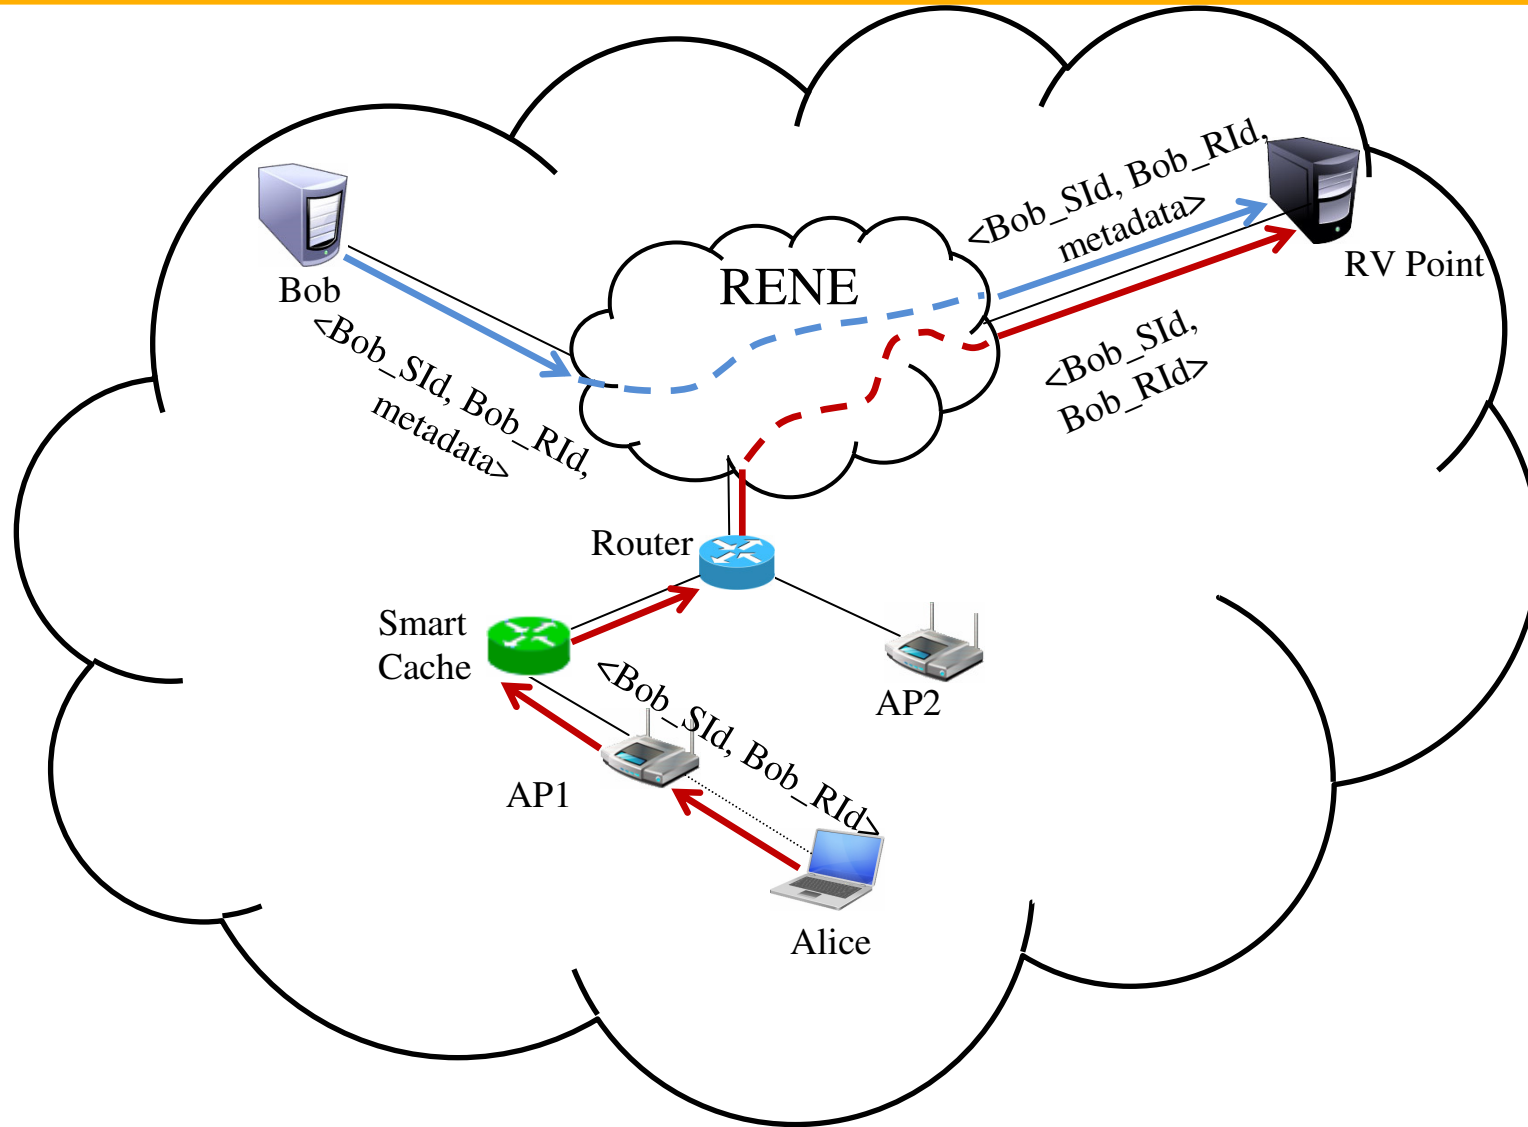 <Bob_SId, Bob_RId,
metadata>
RV Point
RENE
Bob
<Bob_SId, Bob_RId,
metadata>
<Bob_SId,
Bob_RId>
Router
Smart
Cache
<Bob_SId, Bob_RId>
AP2
AP1
Alice